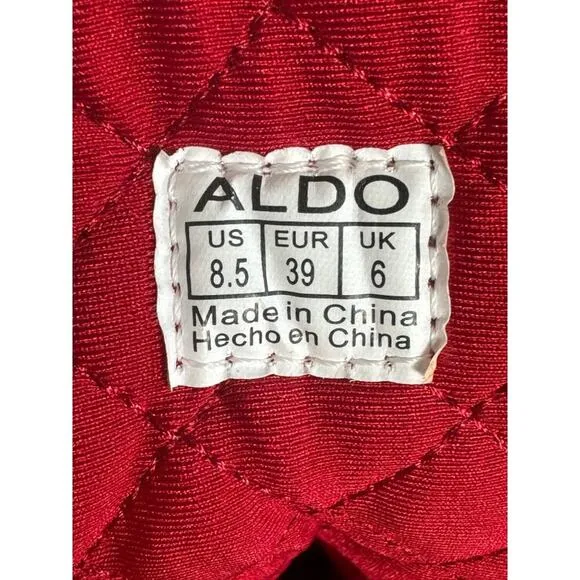 ALDO
US EUR UK
8.5 39 6
Made in China
Hecho en China